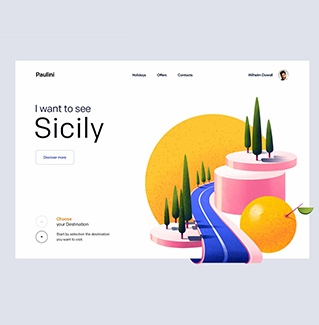 Paulini
Holidays
Offers
Contacts
Wilhelm Dowall
I want to see
Sicily
Discover more
Choose
your Destination
Start by selection the destination
you want to visit